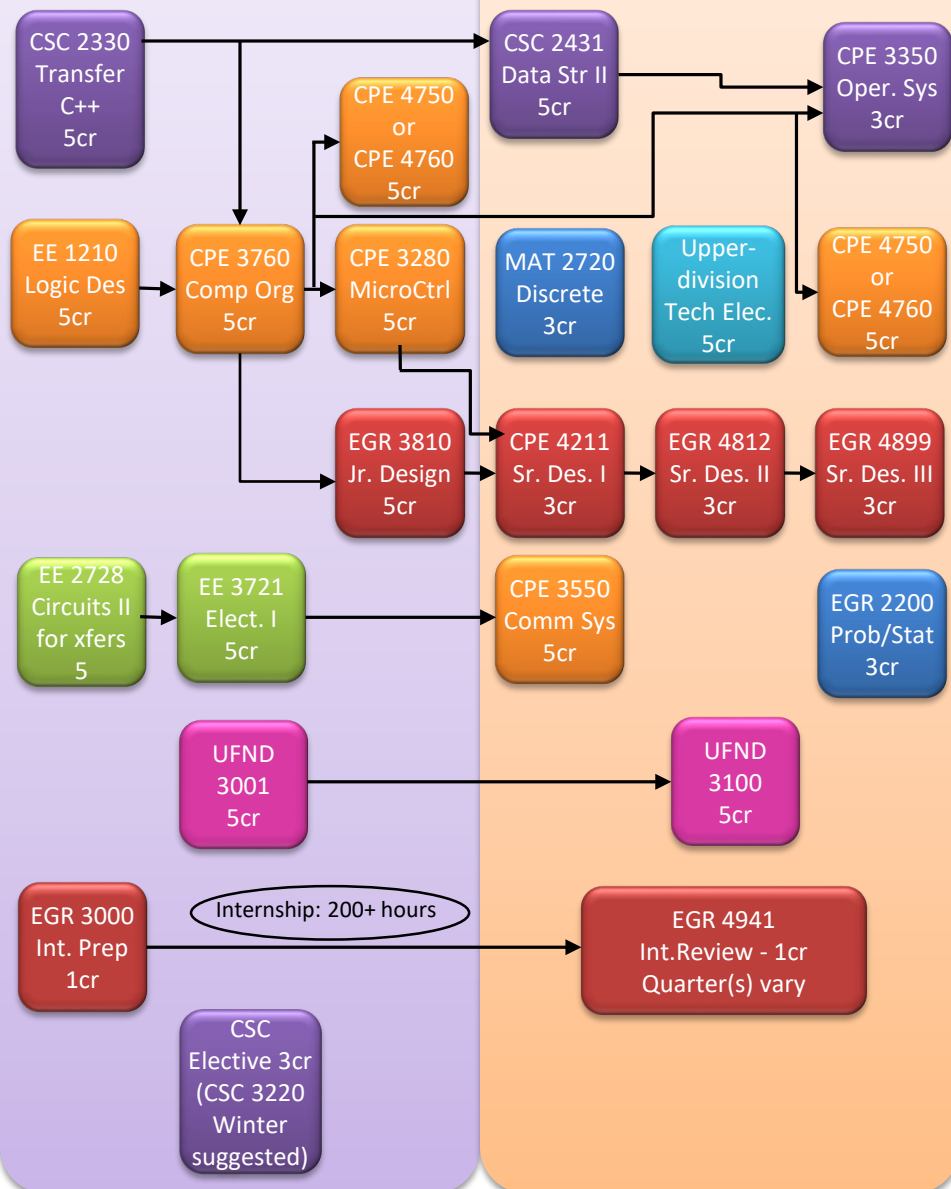 CSC 2330
Transfer
C++
5cr
CSC 2431
Data Str II
5cr
CPE 3350
Oper. Sys
3cr
CPE 4750
or
CPE 4760
5cr
EE 1210
Logic Des
5cr
CPE 3760
Comp Org
5cr
CPE 3280
MicroCtrl
5cr
MAT 2720
Discrete
3cr
Upper-
division
Tech Elec.
5cr
CPE 4750
or
CPE 4760
5cr
EGR 3810
Jr. Design
5cr
CPE 4211
Sr. Des. I
3cr
EGR 4812
Sr. Des. II
3cr
EGR 4899
Sr. Des. III
3cr
EE 2728
Circuits II
for xfers
5
EE 3721
Elect. I
5cr
CPE 3550
Comm Sys
5cr
EGR 2200
Prob/Stat
3cr
UFND
3001
5cr
UFND
3100
5cr
EGR 3000
Int. Prep
1cr
Internship: 200+ hours
EGR 4941
Int.Review - 1cr
Quarter(s) vary
CSC
Elective 3cr
(CSC 3220
Winter
suggested)